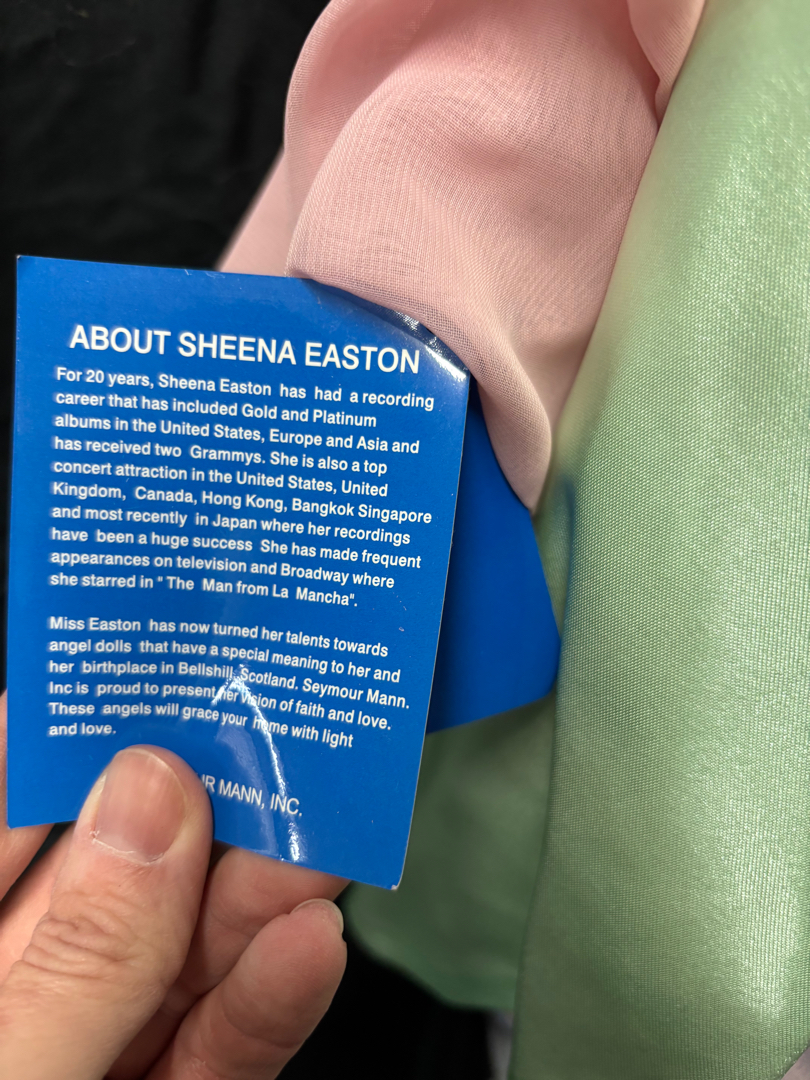 ABOUT SHEENA EASTON
For 20 years, Sheena Easton has had a recording
career that has included Gold and Platinum
albums in the United States, Europe and Asia and
has received two Grammys. She is also a top
concert attraction in the United States, United
Kingdom, Canada, Hong Kong, Bangkok Singapore
and most recently in Japan where her recordings
have been a huge success She has made frequent
appearances on television and Broadway where
she starred in " The Man from La Mancha".
Miss Easton has now turned her talents towards
angel dolls that have a special meaning to her and
her birthplace in Bellshill, Scotland. Seymour Mann.
Inc is proud to present her vision of faith and love.
These angels will grace your home with light
and love.
MANN, INC.